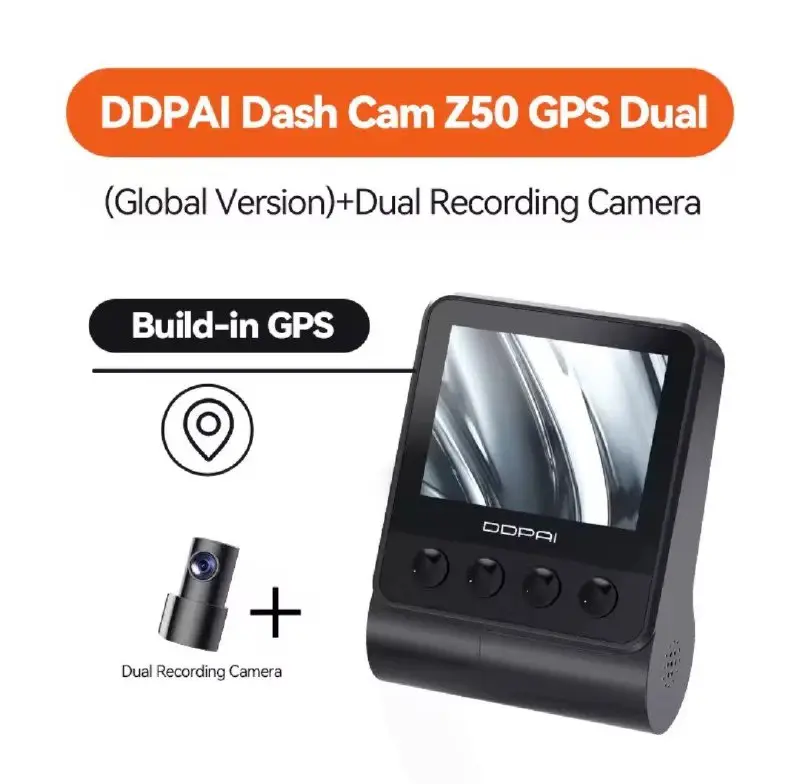 DDPAI Dash Cam Z50 GPS Dual
(Global Version)+Dual Recording Camera
Build-in GPS
DDPAI
+
Dual Recording Camera